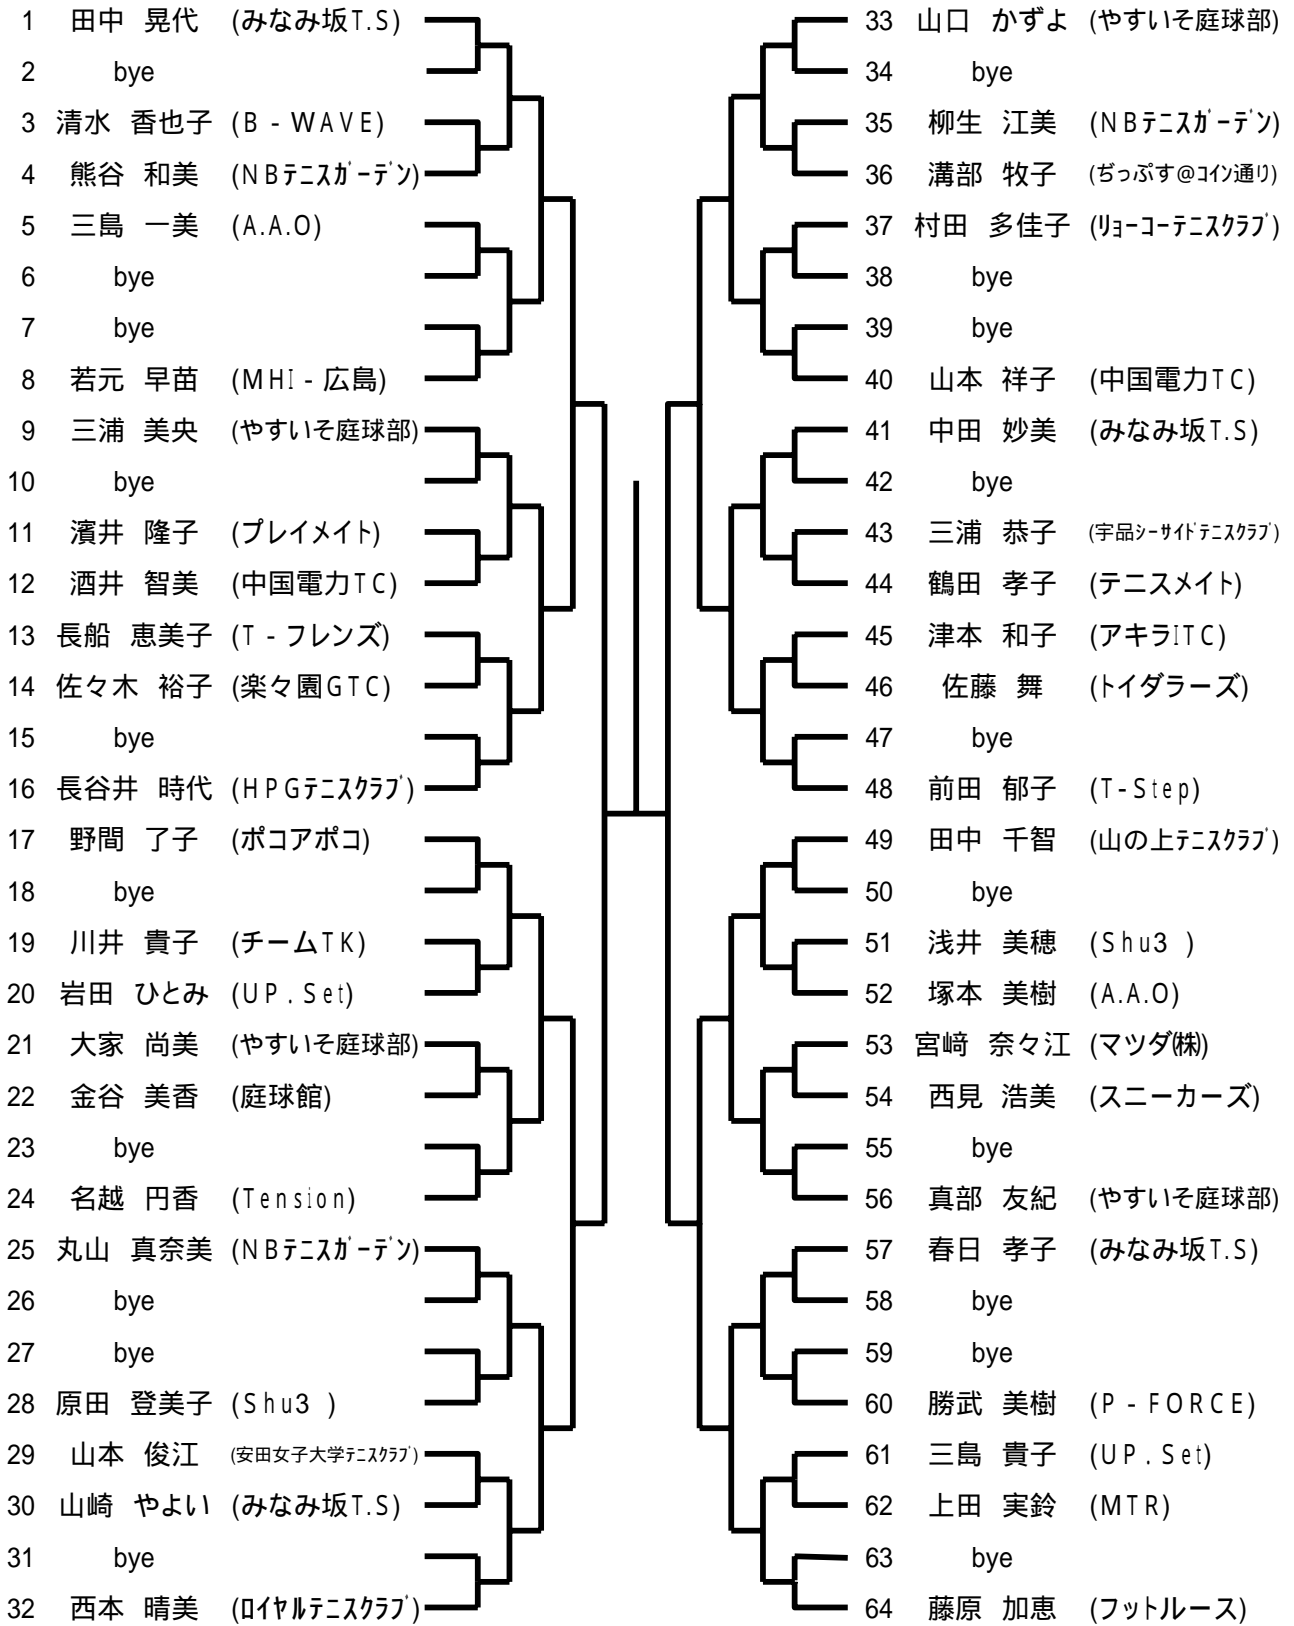 1 田中 晃代 (みなみ坂T.S)
2 bye
3 清水 香也子 (B - WAVE)
4 熊谷 和美 (NBﾃﾆｽｶﾞｰﾃﾞﾝ)
5 三島 一美 (A.A.O)
6 bye
7 bye
8 若元 早苗 (MHI - 広島)
9 三浦 美央 (やすいそ庭球部)
10 bye
11 濱井 隆子 (プレイメイト)
12 酒井 智美 (中国電力TC)
13 長船 恵美子 (T - フレンズ)
14 佐々木 裕子 (楽々園GTC)
15 bye
16 長谷井 時代 (HPGﾃﾆｽｸﾗﾌﾞ)
17 野間 了子 (ポコアポコ)
18 bye
19 川井 貴子 (チームTK)
20 岩田 ひとみ (UP.Set)
21 大家 尚美 (やすいそ庭球部)
22 金谷 美香 (庭球館)
23 bye
24 名越 円香 (Tension)
25 丸山 真奈美 (NBﾃﾆｽｶﾞｰﾃﾞﾝ)
26 bye
27 bye
28 原田 登美子 (Shu3 )
29 山本 俊江 (安田女子大学ﾃﾆｽｸﾗﾌﾞ)
30 山崎 やよい (みなみ坂T.S)
31 bye
32 西本 晴美 (ﾛｲﾔﾙﾃﾆｽｸﾗﾌﾞ)
33 山口 かずよ (やすいそ庭球部)
34 bye
35 柳生 江美 (NBﾃﾆｽｶﾞｰﾃﾞﾝ)
36 溝部 牧子 (ぢっぷす@ｺｲﾝ通り)
37 村田 多佳子 (ﾘｮｰｺｰﾃﾆｽｸﾗﾌﾞ)
38 bye
39 bye
40 山本 祥子 (中国電力TC)
41 中田 妙美 (みなみ坂T.S)
42 bye
43 三浦 恭子 (宇品ｼｰｻｲﾄﾞﾃﾆｽｸﾗﾌﾞ)
44 鶴田 孝子 (テニスメイト)
45 津本 和子 (アキラITC)
46 佐藤 舞 (トイダラーズ)
47 bye
48 前田 郁子 (T-Step)
49 田中 千智 (山の上ﾃﾆｽｸﾗﾌﾞ)
50 bye
51 浅井 美穂 (Shu3 )
52 塚本 美樹 (A.A.O)
53 宮﨑 奈々江 (マツダ㈱)
54 西見 浩美 (スニーカーズ)
55 bye
56 真部 友紀 (やすいそ庭球部)
57 春日 孝子 (みなみ坂T.S)
58 bye
59 bye
60 勝武 美樹 (P - FORCE)
61 三島 貴子 (UP.Set)
62 上田 実鈴 (MTR)
63 bye
64 藤原 加恵 (フットルース)